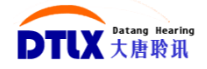 DTLX Datang Hearing
大唐聆讯